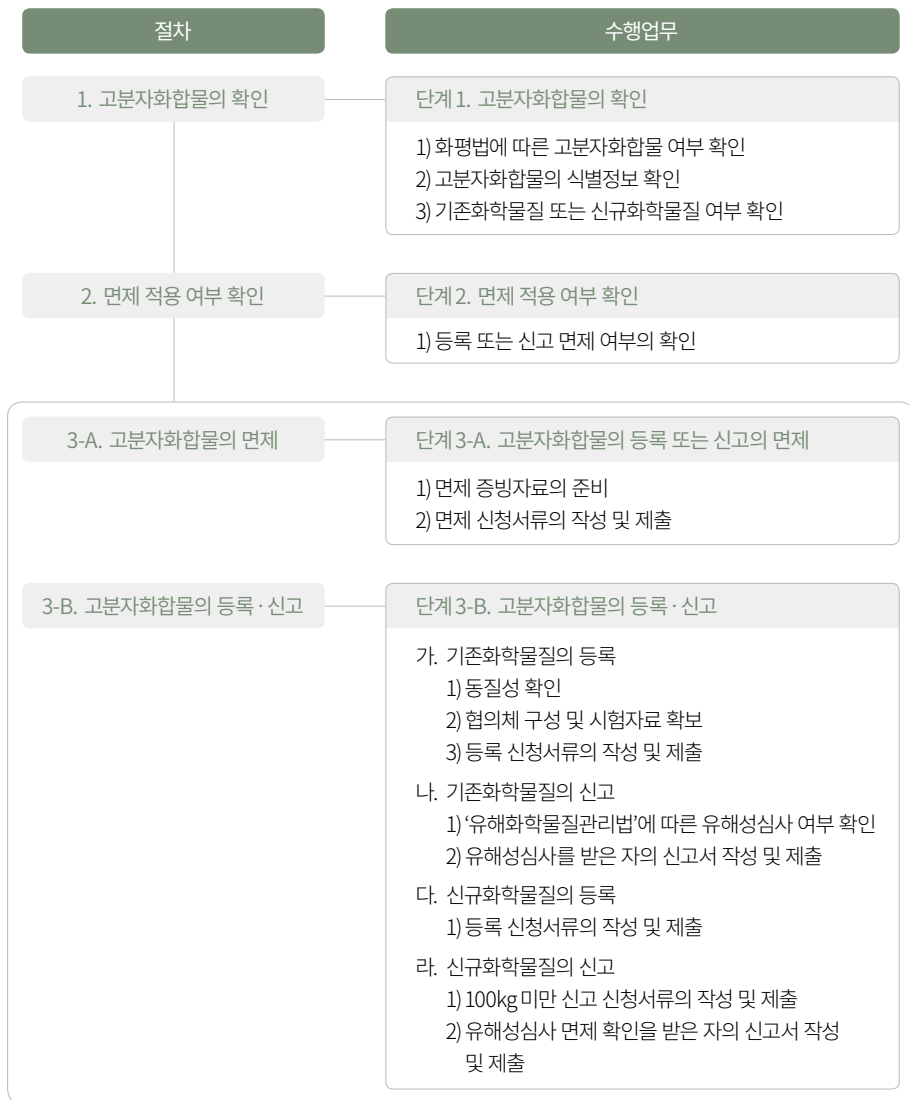 절차
수행업무
1. 고분자화합물의 확인
단계 1. 고분자화합물의 확인
1) 화평법에 따른 고분자화합물 여부 확인
2) 고분자화합물의 식별정보 확인
3) 기존화학물질 또는 신규화학물질 여부 확인
2. 면제 적용 여부 확인
단계 2. 면제 적용 여부 확인
1) 등록 또는 신고 면제 여부의 확인
3-A. 고분자화합물의 면제
단계 3-A. 고분자화합물의 등록 또는 신고의 면제
1) 면제 증빙자료의 준비
2) 면제 신청서류의 작성 및 제출
3-B. 고분자화합물의 등록·신고
단계 3-B. 고분자화합물의 등록·신고
가. 기존화학물질의 등록
1) 동질성 확인
2) 협의체 구성 및 시험자료 확보
3) 등록 신청서류의 작성 및 제출
나. 기존화학물질의 신고
1) ‘유해화학물질관리법’에 따른 유해성심사 여부 확인
2) 유해성심사를 받은 자의 신고서 작성 및 제출
다. 신규화학물질의 등록
1) 등록 신청서류의 작성 및 제출
라. 신규화학물질의 신고
1) 100kg 미만 신고 신청서류의 작성 및 제출
2) 유해성심사 면제 확인을 받은 자의 신고서 작성
및 제출